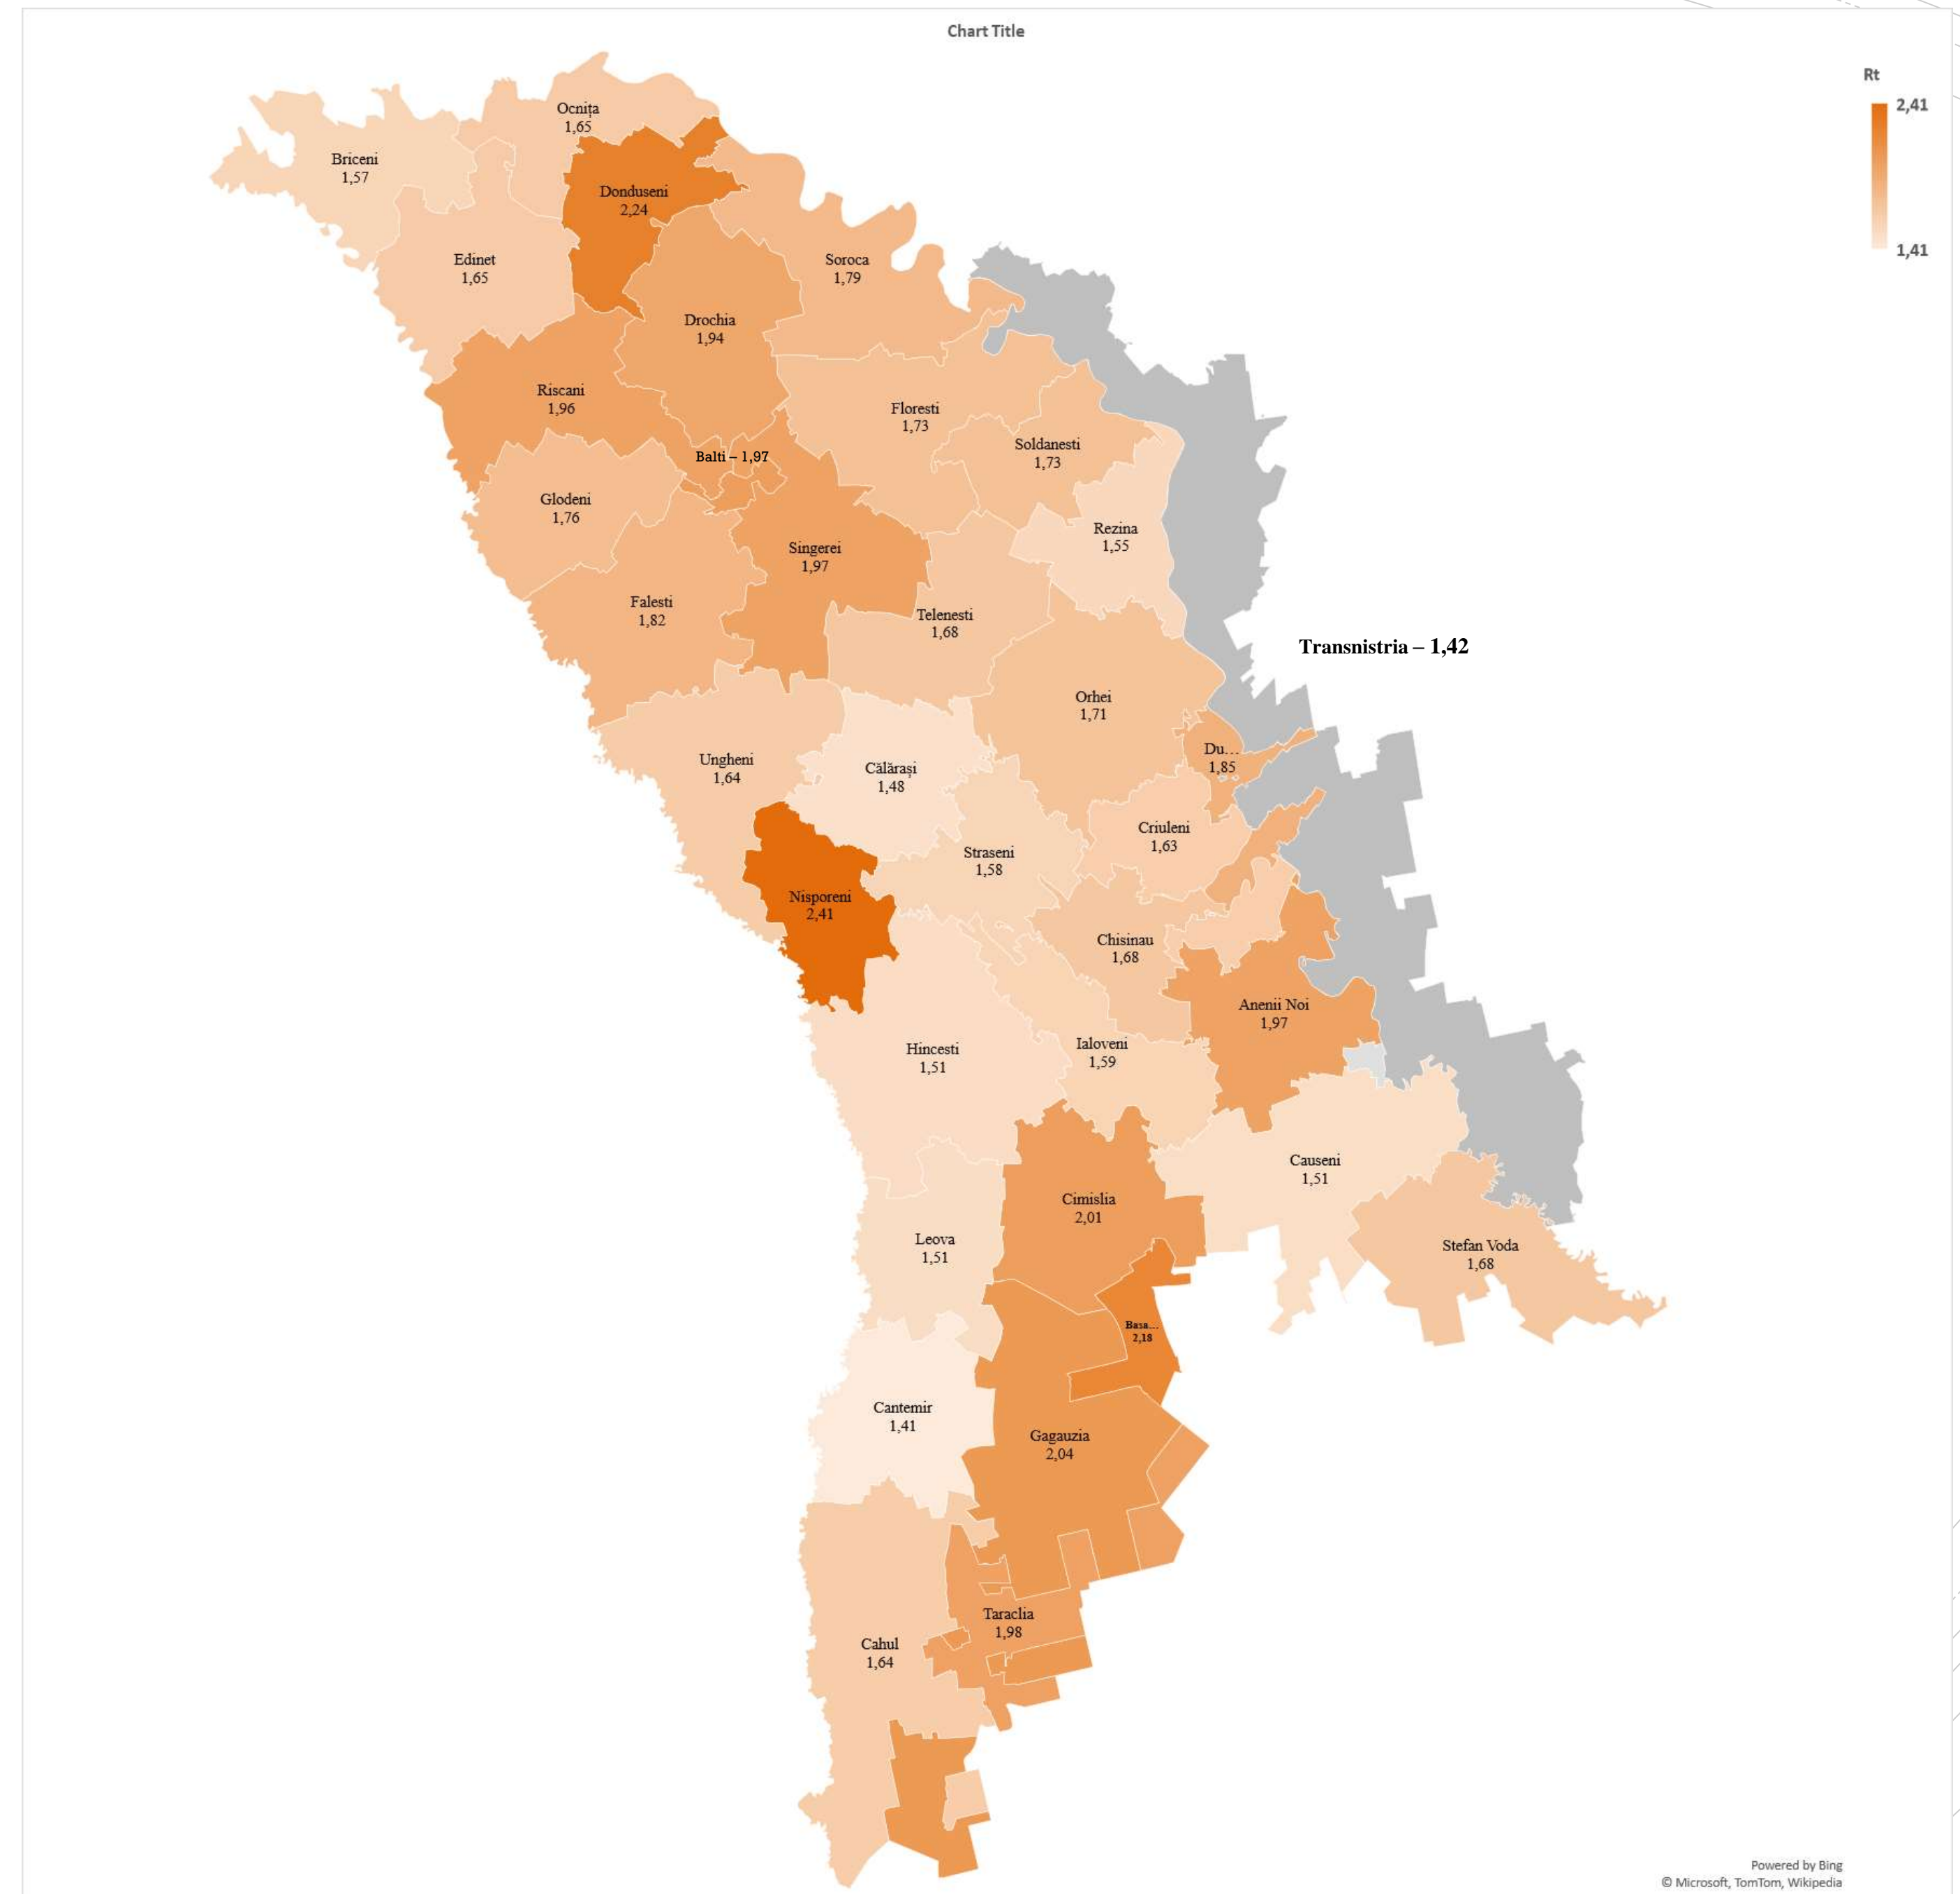 Chart Title
Rt
2,41
1,41
Ocnița
1,65
Briceni
1,57
Donduseni
2,24
Edinet
1,65
Soroca
1,79
Drochia
1,94
Riscani
1,96
Floresti
1,73
Soldanesti
1,73
Balti – 1,97
Glodeni
1,76
Rezina
1,55
Singerei
1,97
Falesti
1,82
Telenesti
1,68
Transnistria – 1,42
Orhei
1,71
Du...
1,85
Ungheni
1,64
Călărași
1,48
Criuleni
1,63
Straseni
1,58
Nisporeni
2,41
Chisinau
1,68
Anenii Noi
1,97
Hincesti
1,51
Ialoveni
1,59
Causeni
1,51
Cimislia
2,01
Leova
1,51
Stefan Voda
1,68
Basa...
2,18
Cantemir
1,41
Gagauzia
2,04
Taraclia
1,98
Cahul
1,64
Powered by Bing
© Microsoft, TomTom, Wikipedia